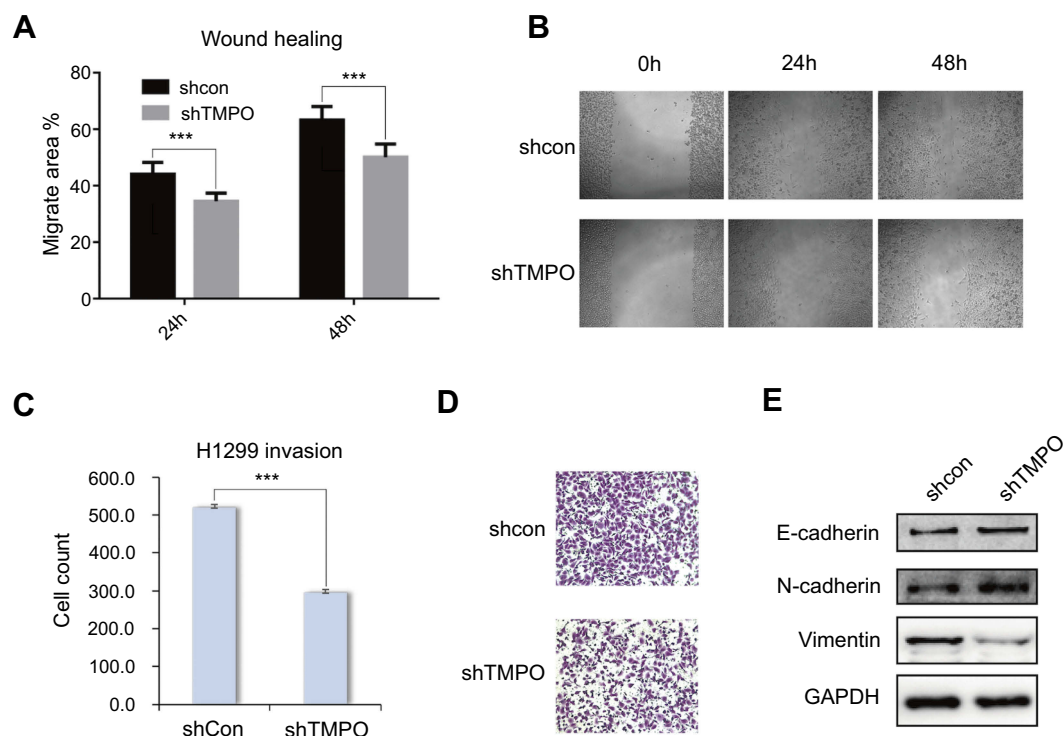 A
Wound healing
Migrate area %
80
60
40
20
0
shcon
shTMPO
***
***
24h
48h
B
0h
24h
48h
shcon
shTMPO
C
H1299 invasion
Cell count
600.0
500.0
400.0
300.0
200.0
100.0
0.0
***
shCon
shTMPO
D
shcon
shTMPO
E
shcon
shTMPO
E-cadherin
N-cadherin
Vimentin
GAPDH